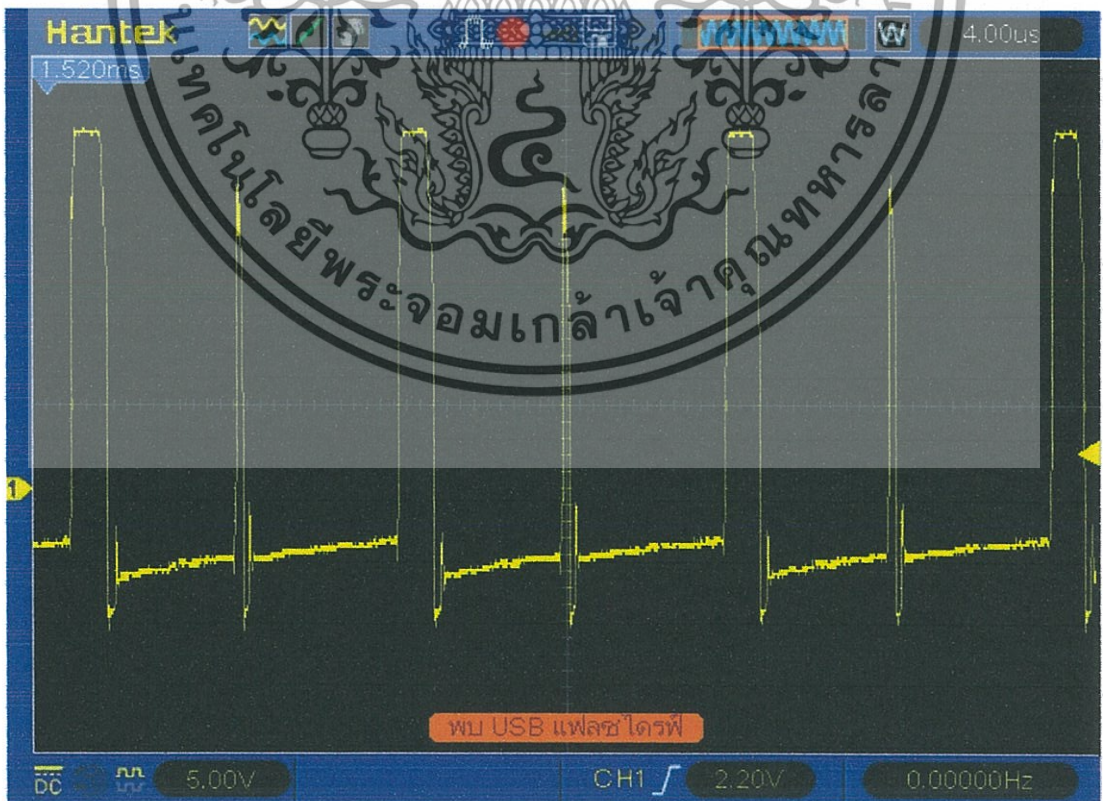 Hantek
W
4.00us
1.520ms
เทคโนโลยีพระจอมเกล้าเจ้าคุณทหารลา
1
พบ USB แฟลชไดรฟ์
DC
5.00V
CH1
2.20V
0.00000Hz